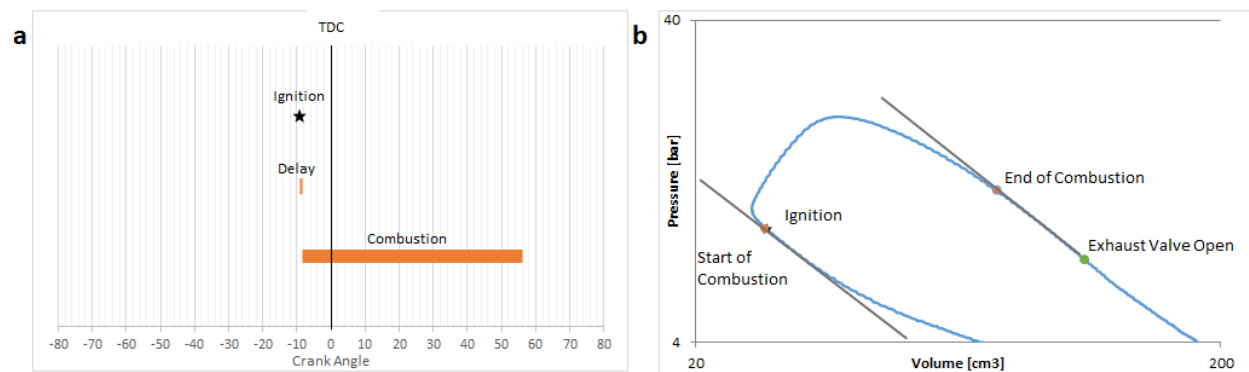 a
TDC
Ignition
Delay
Combustion
-80 -70 -60 -50 -40 -30 -20 -10 0 10 20 30 40 50 60 70 80
Crank Angle
b
40
Pressure [bar]
End of Combustion
Ignition
Start of
Combustion
Exhaust Valve Open
4
20
Volume [cm3]
200